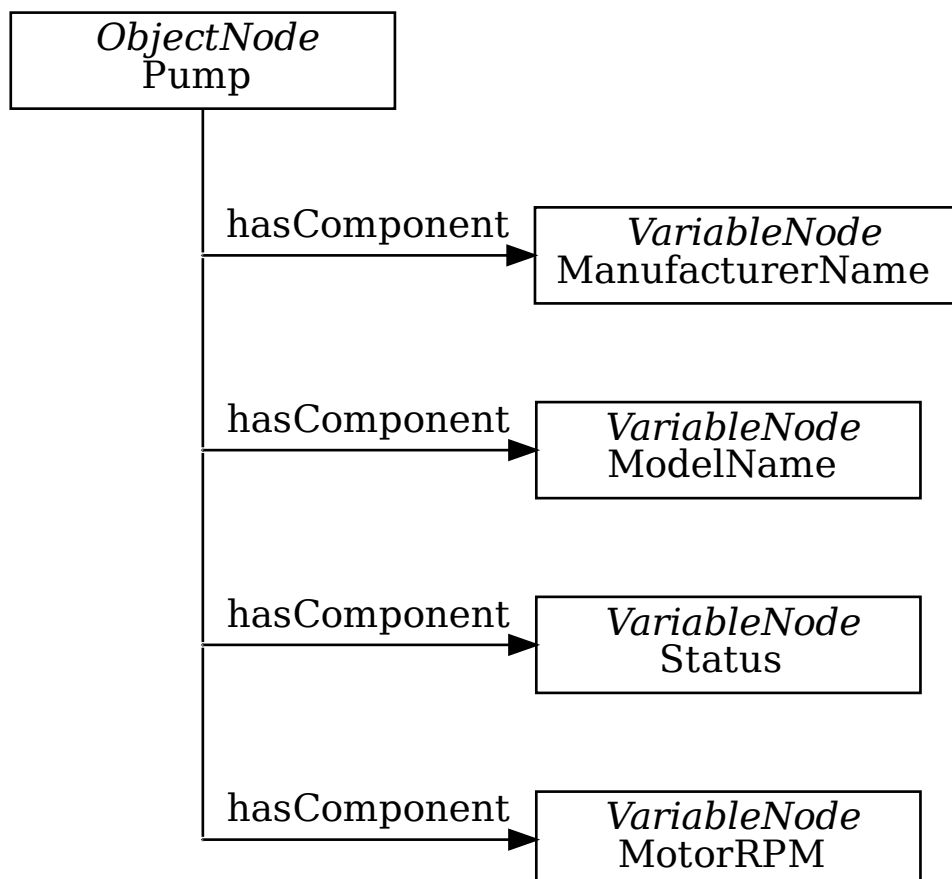 ObjectNode
Pump
hasComponent
VariableNode
ManufacturerName
hasComponent
VariableNode
ModelName
hasComponent
VariableNode
Status
hasComponent
VariableNode
MotorRPM